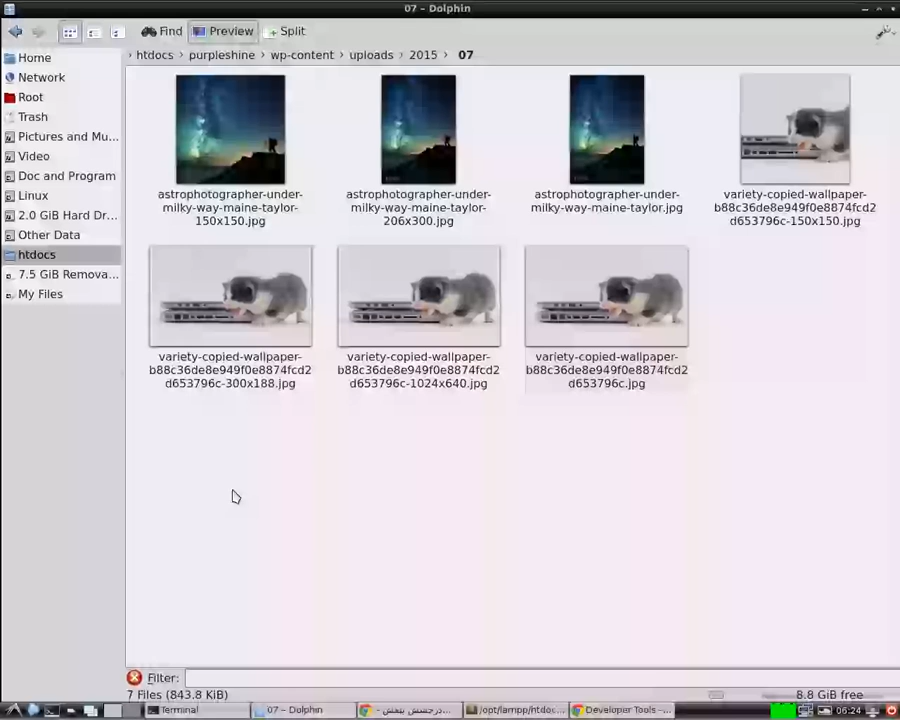 07 – Dolphin
Find Preview Split
htdocs › purpleshine › wp-content › uploads › 2015 › 07
Home
Network
Root
Trash
Pictures and Mu...
Video
Doc and Program
Linux
2.0 GiB Hard Dr...
Other Data
htdocs
7.5 GiB Remova...
My Files
astrophotographer-under-
milky-way-maine-taylor-
150x150.jpg
astrophotographer-under-
milky-way-maine-taylor-
206x300.jpg
astrophotographer-under-
milky-way-maine-taylor.jpg
variety-copied-wallpaper-
b88c36de8e949f0e8874fcd2
d653796c-150x150.jpg
variety-copied-wallpaper-
b88c36de8e949f0e8874fcd2
d653796c-300x188.jpg
variety-copied-wallpaper-
b88c36de8e949f0e8874fcd2
d653796c-1024x640.jpg
variety-copied-wallpaper-
b88c36de8e949f0e8874fcd2
d653796c.jpg
Filter:
7 Files (843.8 KiB)
8.8 GiB free
Terminal
07 – Dolphin
درخشش بنفش - ...
/opt/lampp/htdoc...
Developer Tools – ...
06:24